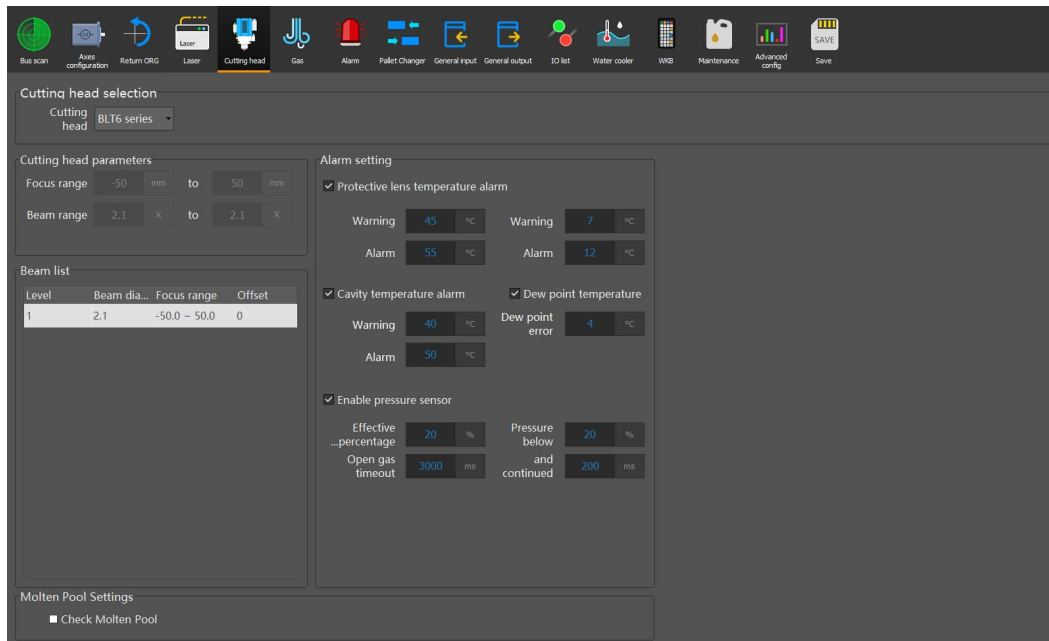 Bus scan
Axes configuration
Return ORG
Laser
Laser
Cutting head
Gas
Alarm
Pallet Changer
General input
General output
IO list
Water cooler
WKB
Maintenance
Advanced config
SAVE
Save
Cutting head selection
Cutting head BLT6 series
Cutting head parameters
Focus range -50 mm to 50 mm
Beam range 2.1 X to 2.1 X
Beam list
Level Beam dia... Focus range Offset
1 2.1 -50.0 ~ 50.0 0
Alarm setting
Protective lens temperature alarm
Warning 45 °C Warning 7 °C
Alarm 55 °C Alarm 12 °C
Cavity temperature alarm Dew point temperature
Warning 40 °C Dew point error 4 °C
Alarm 50 °C
Enable pressure sensor
Effective ...percentage 20 % Pressure below 20 %
Open gas timeout 3000 ms and continued 200 ms
Molten Pool Settings
Check Molten Pool